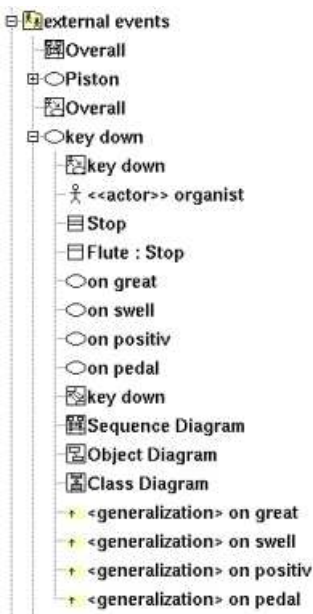 external events
Overall
Piston
Overall
key down
key down
<<actor>> organist
Stop
Flute : Stop
on great
on swell
on positiv
on pedal
key down
Sequence Diagram
Object Diagram
Class Diagram
<generalization> on great
<generalization> on swell
<generalization> on positiv
<generalization> on pedal